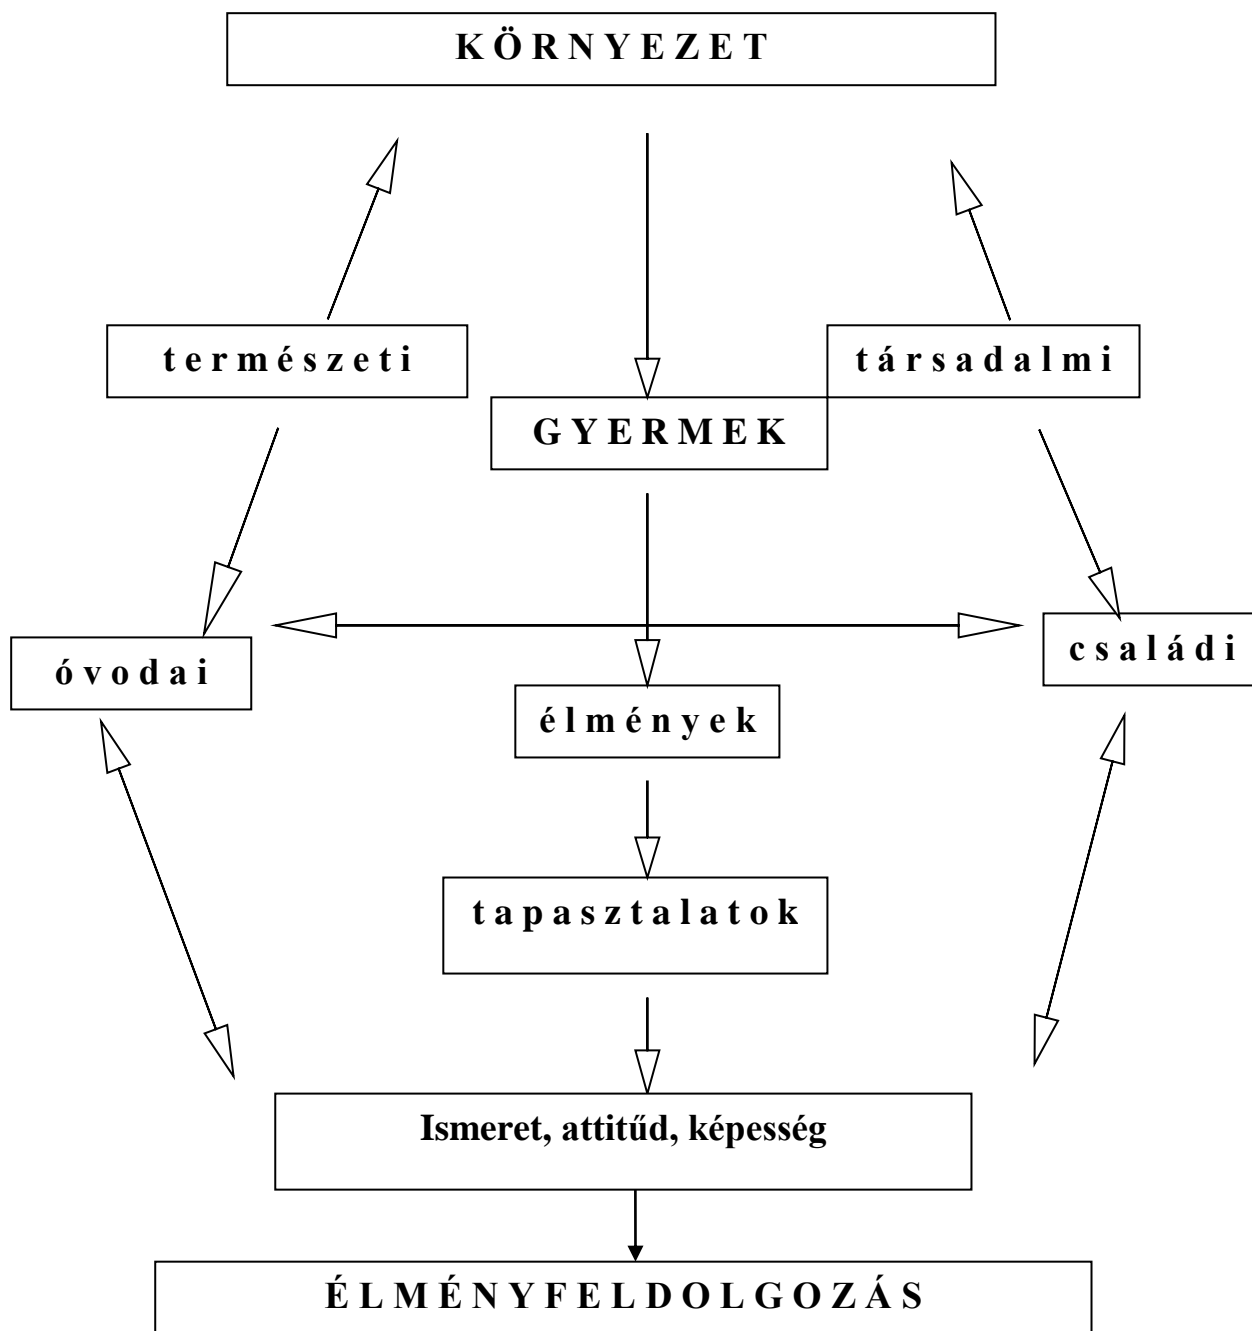 K Ö R N Y E Z E T
t e r m é s z e t i
t á r s a d a l m i
G Y E R M E K
ó v o d a i
c s a l á d i
é l m é n y e k
t a p a s z t a l a t o k
Ismeret, attitűd, képesség
É L M É N Y F E L D O L G O Z Á S